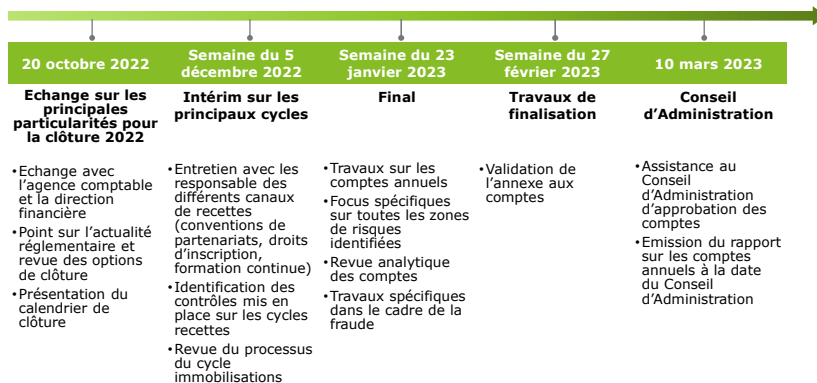 20 octobre 2022
Semaine du 5
décembre 2022
Semaine du 23
janvier 2023
Semaine du 27
février 2023
10 mars 2023
Echange sur les
principales
particularités pour
la clôture 2022
Intérim sur les
principaux cycles
Final
Travaux de
finalisation
Conseil
d’Administration
•Echange avec
l’agence comptable
et la direction
financière
•Point sur l’actualité
réglementaire et
revue des options
de clôture
•Présentation du
calendrier de
clôture
•Entretien avec les
responsable des
différents canaux
de recettes
(conventions de
partenariats, droits
d’inscription,
formation continue)
•Identification des
contrôles mis en
place sur les cycles
recettes
•Revue du processus
du cycle
immobilisations
•Travaux sur les
comptes annuels
•Focus spécifiques
sur toutes les zones
de risques
identifiées
•Revue analytique
des comptes
•Travaux spécifiques
dans le cadre de la
fraude
•Validation de
l’annexe aux
comptes
•Assistance au
Conseil
d’Administration
d’approbation des
comptes
•Emission du rapport
sur les comptes
annuels à la date
du Conseil
d’Administration